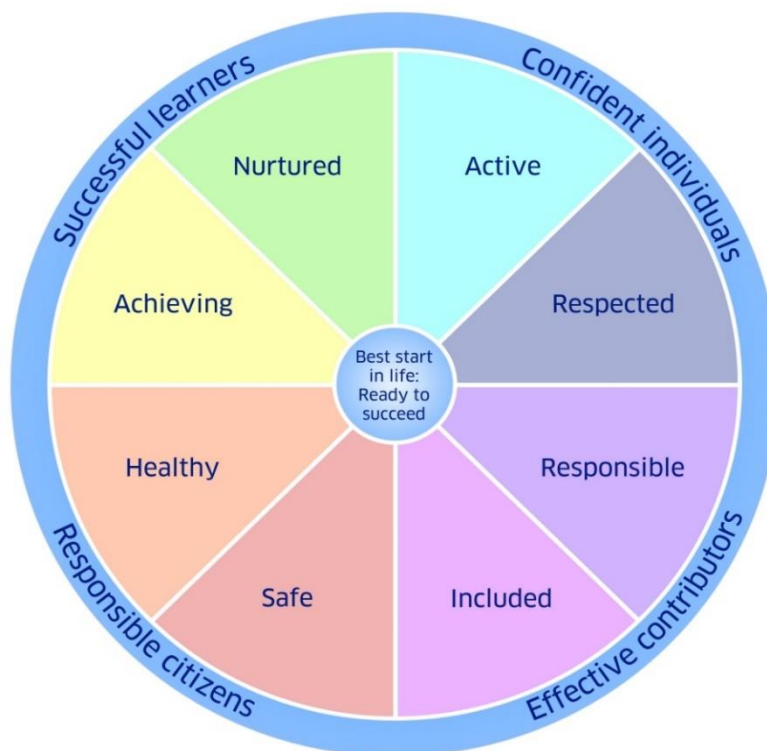 Successful learners
Confident individuals
Nurtured
Active
Achieving
Respected
Best start
in life:
Ready to
succeed
Healthy
Responsible
Safe
Included
Responsible citizens
Effective contributors